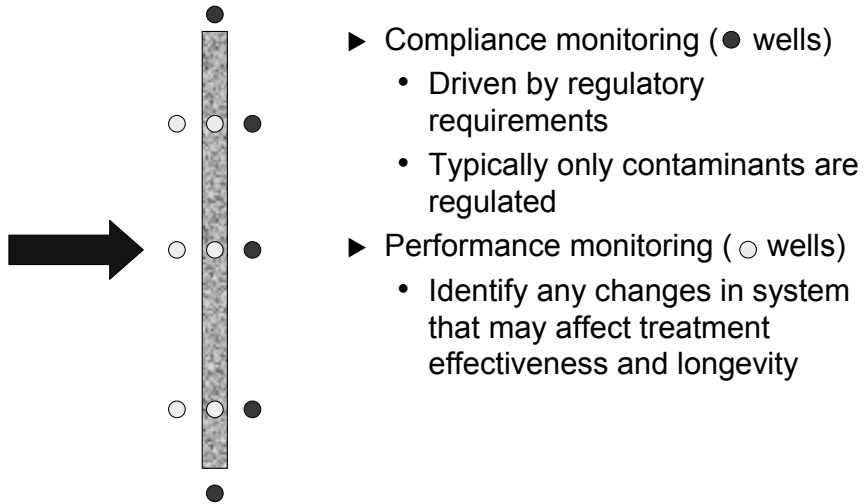 ► Compliance monitoring (● wells)
• Driven by regulatory
requirements
• Typically only contaminants are
regulated
► Performance monitoring ( ○ wells)
• Identify any changes in system
that may affect treatment
effectiveness and longevity